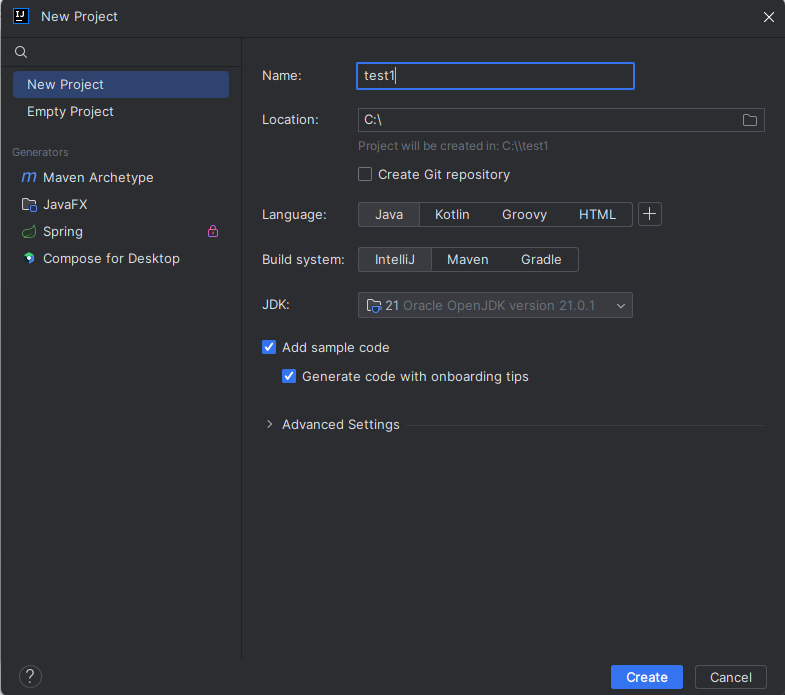 IJ
New Project
New Project
Empty Project
Generators
m Maven Archetype
JavaFX
Spring
Compose for Desktop
Name: test1
Location: C:\
Project will be created in: C:\\test1
Create Git repository
Language: Java Kotlin Groovy HTML +
Build system: IntelliJ Maven Gradle
JDK: 21 Oracle OpenJDK version 21.0.1
Add sample code
Generate code with onboarding tips
Advanced Settings
? Create Cancel